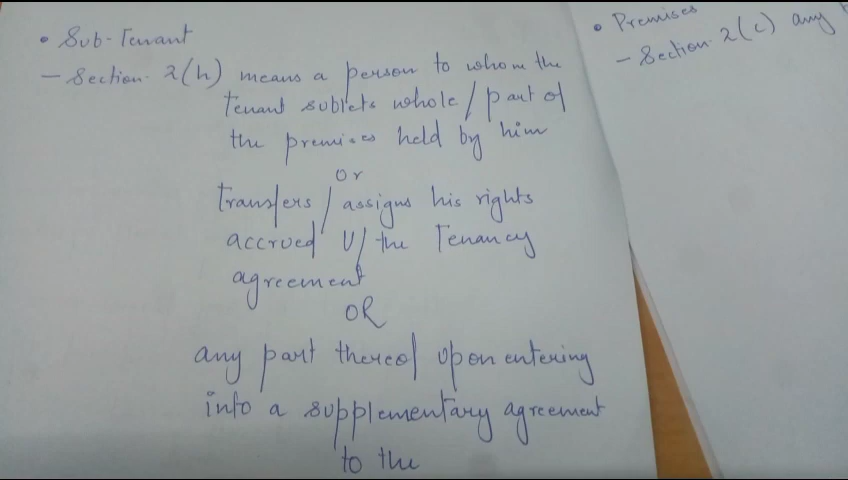 • Sub-Tenant
– Section 2(h) means a person to whom the
Tenant sublets whole / part of
the premises held by him
Or
transfers / assigns his rights
accrued U/ the Tenancy
agreement
OR
any part thereof upon entering
into a supplementary agreement
to the
• Premises
– Section 2(c) any